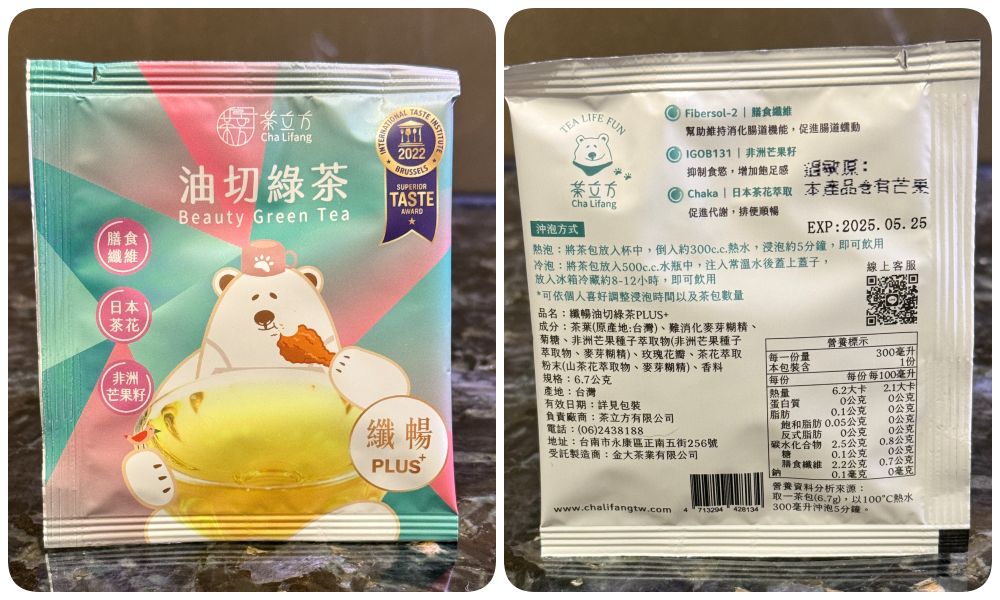 茶立方
Cha Lifang
INTERNATIONAL TASTE INSTITUTE
2022
BRUSSELS
SUPERIOR
TASTE
AWARD
油切綠茶
Beauty Green Tea
膳食
纖維
日本
茶花
非洲
芒果籽
纖暢
PLUS+
TEA LIFE FUN
茶立方
Cha Lifang
Fibersol-2 | 膳食纖維
幫助維持消化腸道機能,促進腸道蠕動
IGOB131 | 非洲芒果籽
抑制食慾,增加飽足感
Chaka | 日本茶花萃取
促進代謝,排便順暢
過敏原:
本產品含有芒果
EXP:2025.05.25
沖泡方式
熱泡:將茶包放入杯中,倒入約300c.c.熱水,浸泡約5分鐘,即可飲用
冷泡:將茶包放入500c.c.水瓶中,注入常溫水後蓋上蓋子,
放入冰箱冷藏約8-12小時,即可飲用
*可依個人喜好調整浸泡時間以及茶包數量
線上客服
品名:纖暢油切綠茶PLUS+
成分:茶葉(原產地:台灣)、難消化麥芽糊精、
菊糖、非洲芒果種子萃取物(非洲芒果種子
萃取物、麥芽糊精)、玫瑰花瓣、茶花萃取
粉末(山茶花萃取物、麥芽糊精)、香料
規格:6.7公克
產地:台灣
有效日期:詳見包裝
負責廠商:茶立方有限公司
電話:(06)2438188
地址:台南市永康區正南五街256號
受託製造商:金大茶業有限公司
www.chalifangtw.com
4 713294 428134
營養標示
每一份量 300毫升
本包裝含 1份
每份 每份 每100毫升
熱量 6.2大卡 2.1大卡
蛋白質 0公克 0公克
脂肪 0.1公克 0公克
飽和脂肪 0.05公克 0公克
反式脂肪 0公克 0公克
碳水化合物 2.5公克 0.8公克
糖 0.1公克 0公克
膳食纖維 2.2公克 0.7公克
鈉 0.1毫克 0毫克
營養資料分析來源:
取一茶包(6.7g),以100°C熱水
300毫升沖泡5分鐘。